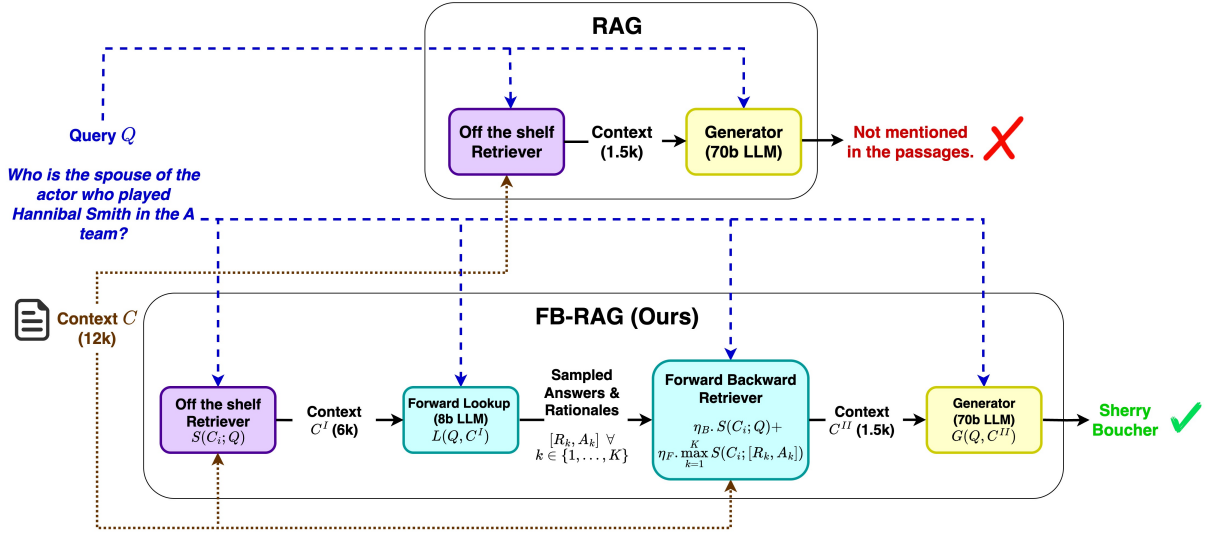 RAG
Query Q
Who is the spouse of the
actor who played
Hannibal Smith in the A
team?
Off the shelf
Retriever
Context
(1.5k)
Generator
(70b LLM)
Not mentioned
in the passages.
Context C
(12k)
FB-RAG (Ours)
Off the shelf
Retriever
S(C_i; Q)
Context
C^I (6k)
Forward Lookup
(8b LLM)
L(Q, C^I)
Sampled
Answers &
Rationales
[R_k, A_k] ∀
k ∈ {1, . . . , K}
Forward Backward
Retriever
η_B. S(C_i; Q)+
η_F. max_{k=1}^{K} S(C_i; [R_k, A_k])
Context
C^{II} (1.5k)
Generator
(70b LLM)
G(Q, C^{II})
Sherry
Boucher